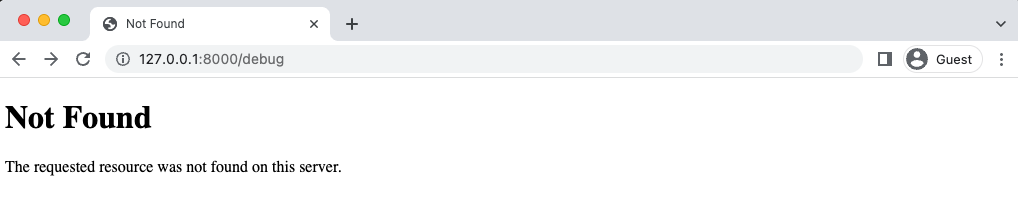 Not Found
127.0.0.1:8000/debug
Guest
Not Found
The requested resource was not found on this server.